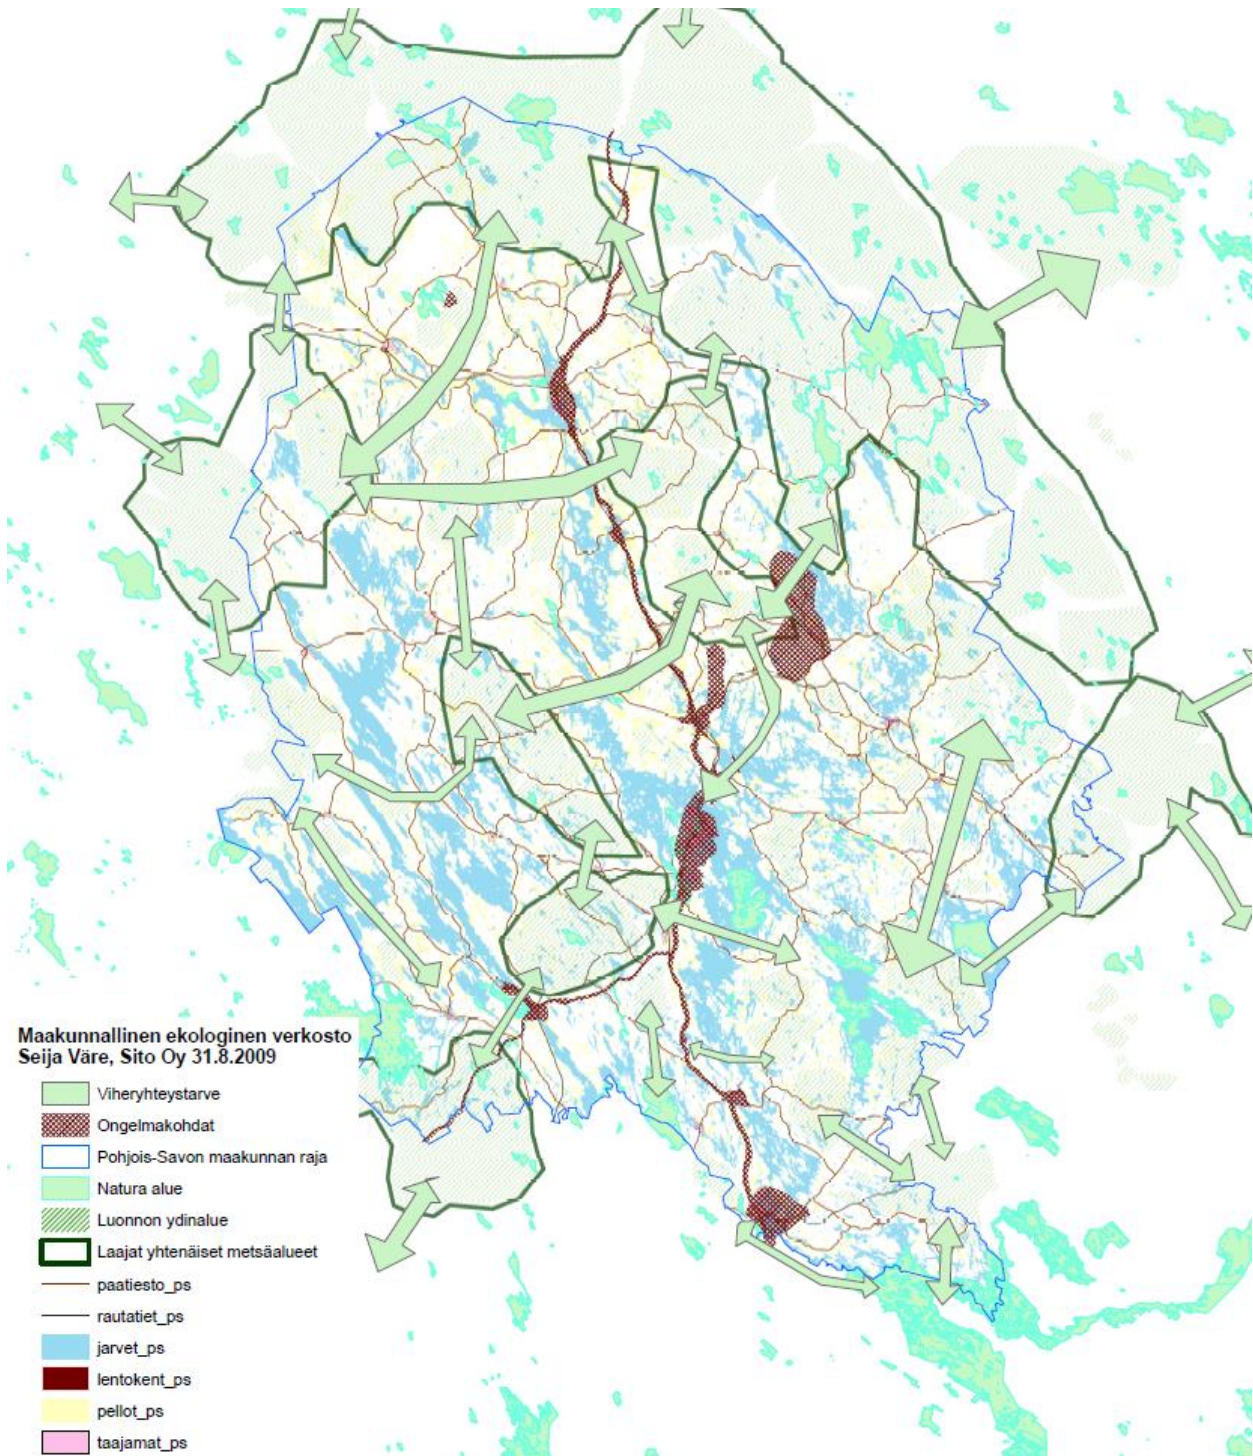 Maakunnallinen ekologinen verkosto
Seija Väre, Sito Oy 31.8.2009
Viheryhteystarve
Ongelmakohdat
Pohjois-Savon maakunnan raja
Natura alue
Luonnon ydinalue
Laajat yhtenäiset metsäalueet
paatiesto_ps
rautatiet_ps
jarvet_ps
lentokent_ps
pellot_ps
taajamat_ps